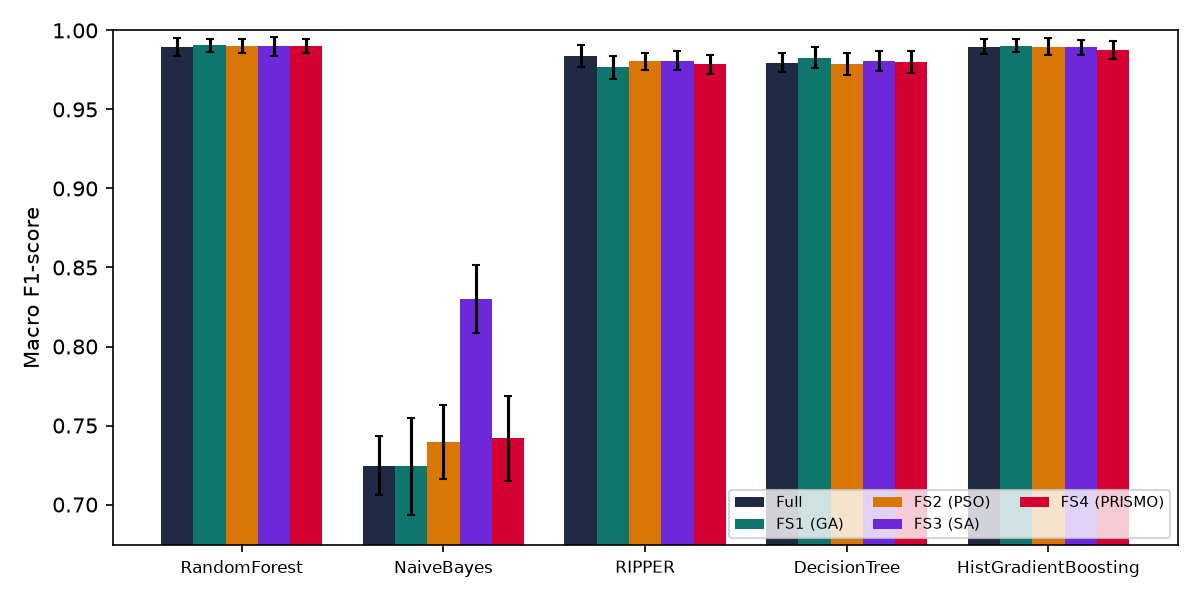 1.00
0.95
0.90
0.85
0.80
0.75
0.70
Macro F1-score
RandomForest
NaiveBayes
RIPPER
DecisionTree
HistGradientBoosting
Full
FS1 (GA)
FS2 (PSO)
FS3 (SA)
FS4 (PRISMO)